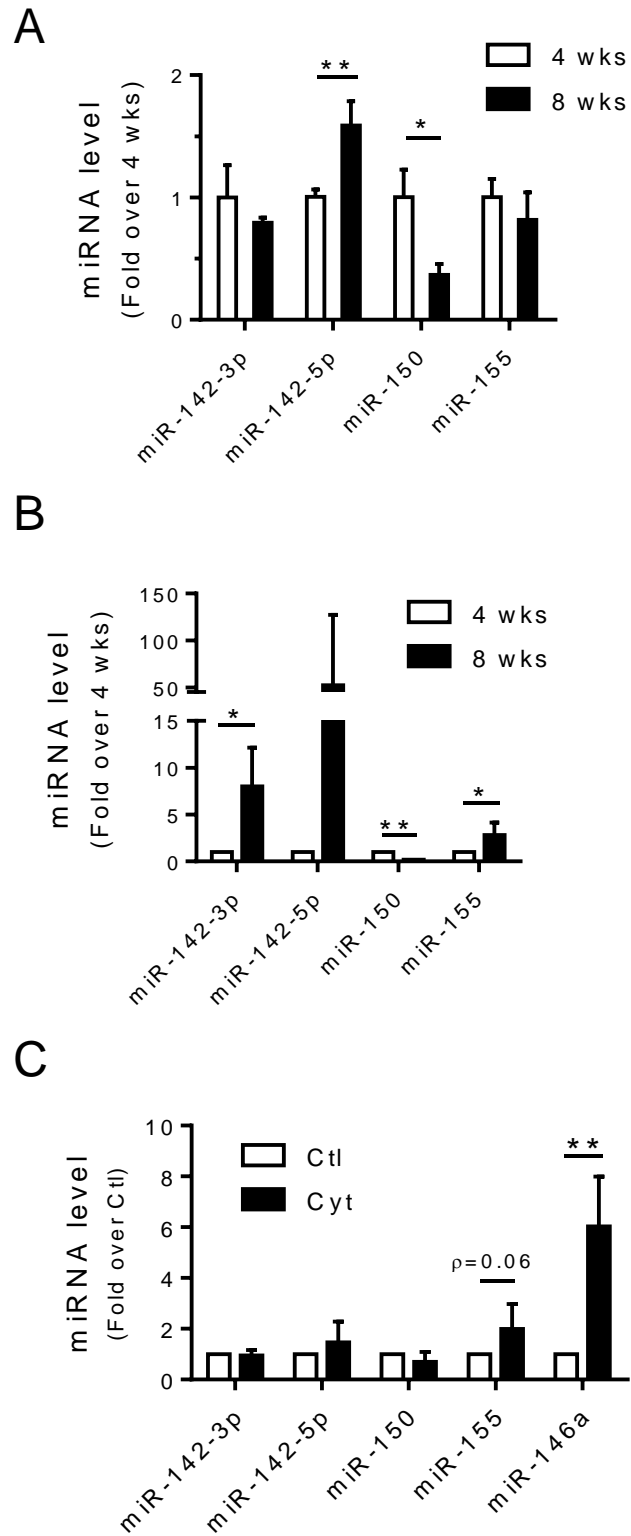 A
4 wks
8 wks
miRNA level
(Fold over 4 wks)
2
1
0
**
*
miR-142-3p
miR-142-5p
miR-150
miR-155
B
4 wks
8 wks
miRNA level
(Fold over 4 wks)
150
100
50
15
10
5
0
*
**
*
miR-142-3p
miR-142-5p
miR-150
miR-155
C
Ctl
Cyt
miRNA level
(Fold over Ctl)
10
8
6
4
2
0
ρ=0.06
**
miR-142-3p
miR-142-5p
miR-150
miR-155
miR-146a